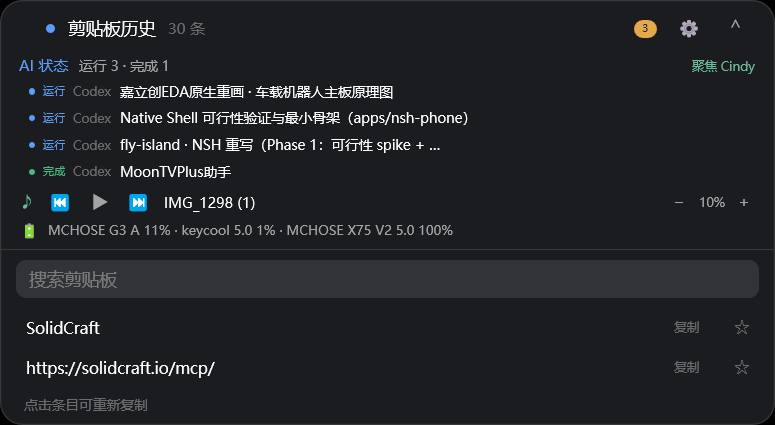 剪贴板历史 30 条 3
AI 状态 运行 3 · 完成 1 聚焦 Cindy
运行 Codex 嘉立创EDA原生重画 · 车载机器人主板原理图
运行 Codex Native Shell 可行性验证与最小骨架（apps/nsh-phone）
运行 Codex fly-island · NSH 重写（Phase 1：可行性 spike + ...
完成 Codex MoonTVPlus助手
IMG_1298 (1) − 10% +
MCHOSE G3 A 11% · keycool 5.0 1% · MCHOSE X75 V2 5.0 100%
搜索剪贴板
SolidCraft 复制
https://solidcraft.io/mcp/ 复制
点击条目可重新复制